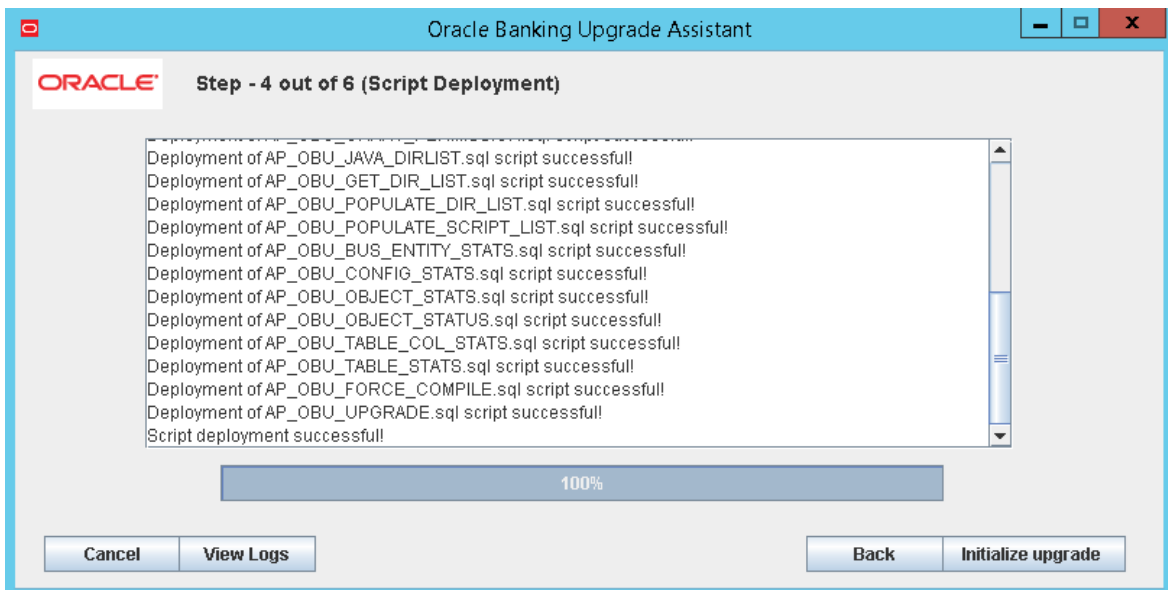 Oracle Banking Upgrade Assistant
ORACLE
Step - 4 out of 6 (Script Deployment)
Deployment of AP_OBU_JAVA_DIRLIST.sql script successful!
Deployment of AP_OBU_GET_DIR_LIST.sql script successful!
Deployment of AP_OBU_POPULATE_DIR_LIST.sql script successful!
Deployment of AP_OBU_POPULATE_SCRIPT_LIST.sql script successful!
Deployment of AP_OBU_BUS_ENTITY_STATS.sql script successful!
Deployment of AP_OBU_CONFIG_STATS.sql script successful!
Deployment of AP_OBU_OBJECT_STATS.sql script successful!
Deployment of AP_OBU_OBJECT_STATUS.sql script successful!
Deployment of AP_OBU_TABLE_COL_STATS.sql script successful!
Deployment of AP_OBU_TABLE_STATS.sql script successful!
Deployment of AP_OBU_FORCE_COMPILE.sql script successful!
Deployment of AP_OBU_UPGRADE.sql script successful!
Script deployment successful!
100%
Cancel View Logs Back Initialize upgrade